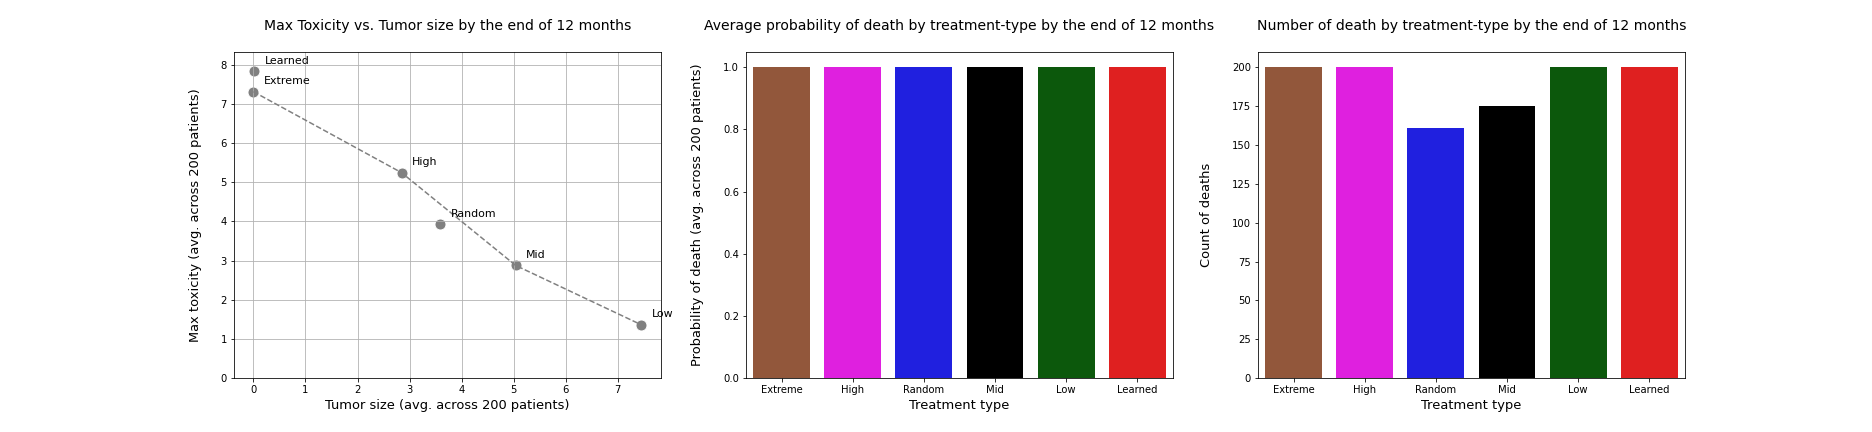 Max Toxicity vs. Tumor size by the end of 12 months
Max toxicity (avg. across 200 patients)
8
7
6
5
4
3
2
1
0
Learned
Extreme
High
Random
Mid
Low
0 1 2 3 4 5 6 7
Tumor size (avg. across 200 patients)
Average probability of death by treatment-type by the end of 12 months
Probability of death (avg. across 200 patients)
1.0
0.8
0.6
0.4
0.2
0.0
Extreme High Random Mid Low Learned
Treatment type
Number of death by treatment-type by the end of 12 months
Count of deaths
200
175
150
125
100
75
50
25
0
Extreme High Random Mid Low Learned
Treatment type